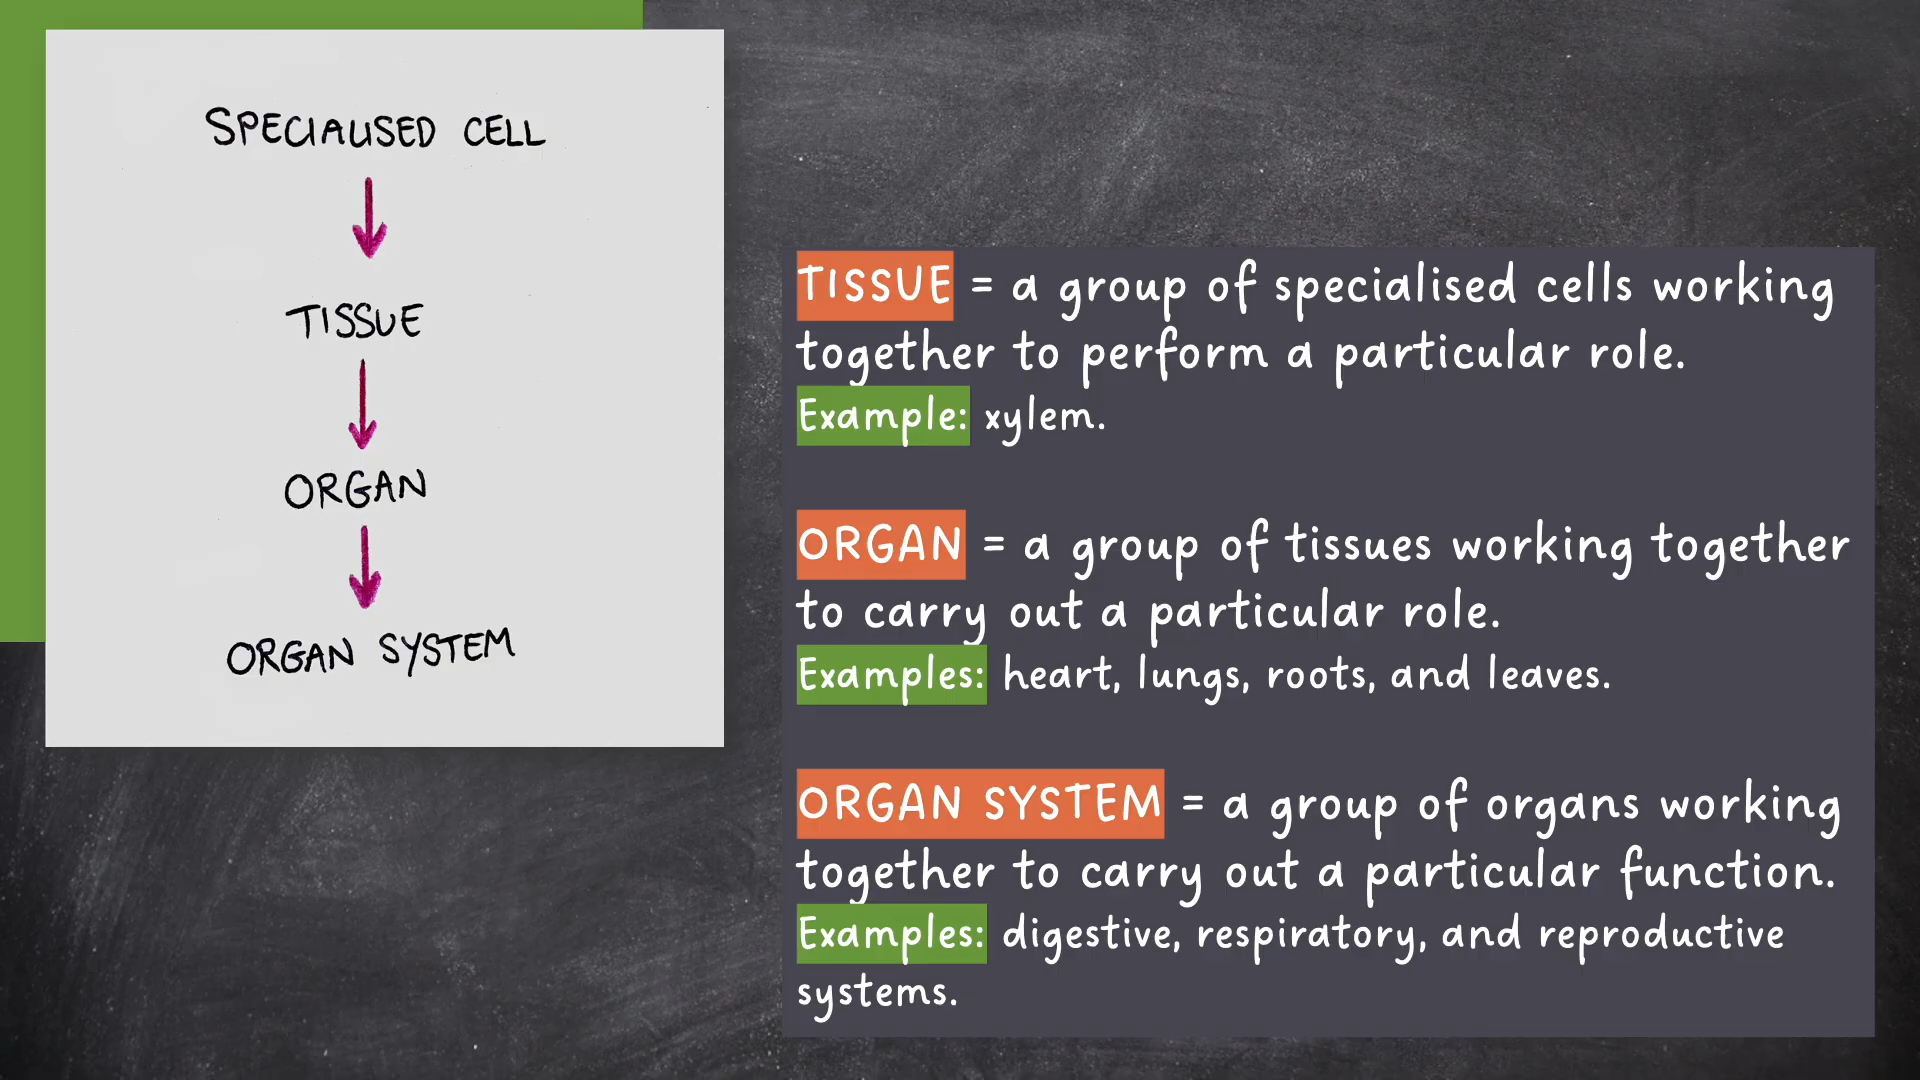 SPECIALISED CELL
TISSUE
ORGAN
ORGAN SYSTEM
TISSUE = a group of specialised cells working
together to perform a particular role.
Example: xylem.
ORGAN = a group of tissues working together
to carry out a particular role.
Examples: heart, lungs, roots, and leaves.
ORGAN SYSTEM = a group of organs working
together to carry out a particular function.
Examples: digestive, respiratory, and reproductive
systems.